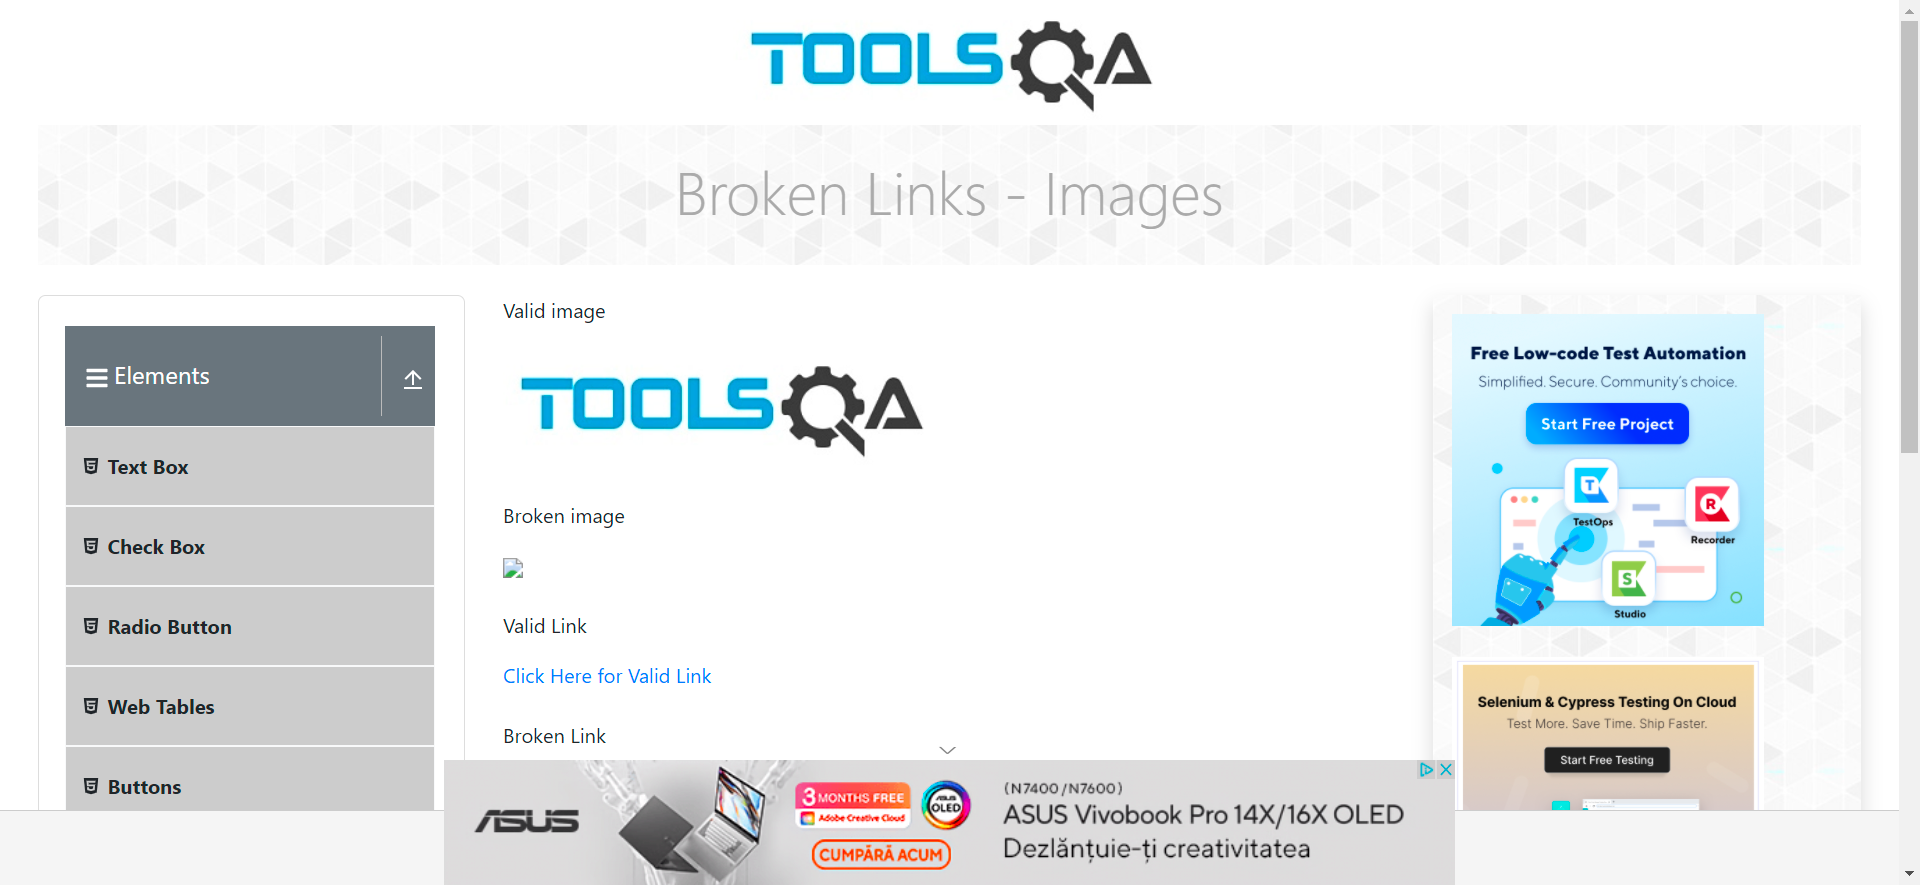 TOOLSQA
Broken Links - Images
Elements
Text Box
Check Box
Radio Button
Web Tables
Buttons
Valid image
TOOLSQA
Broken image
Valid Link
Click Here for Valid Link
Broken Link
Free Low-code Test Automation
Simplified. Secure. Community's choice.
Start Free Project
TestOps
R
Recorder
S
Studio
Selenium & Cypress Testing On Cloud
Test More. Save Time. Ship Faster.
Start Free Testing
ASUS
3 MONTHS FREE
Adobe Creative Cloud
ASUS
OLED
CUMPĂRĂ ACUM
(N7400/N7600)
ASUS Vivobook Pro 14X/16X OLED
Dezlănțuie-ți creativitatea